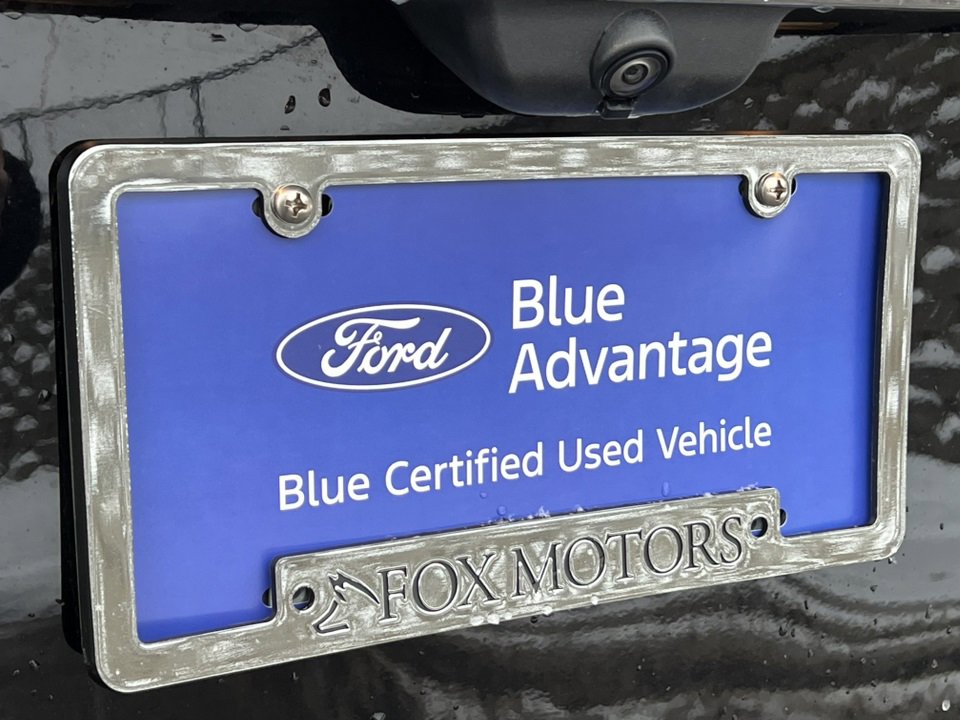 Ford
Blue
Advantage
Blue Certified Used Vehicle
FOX MOTORS